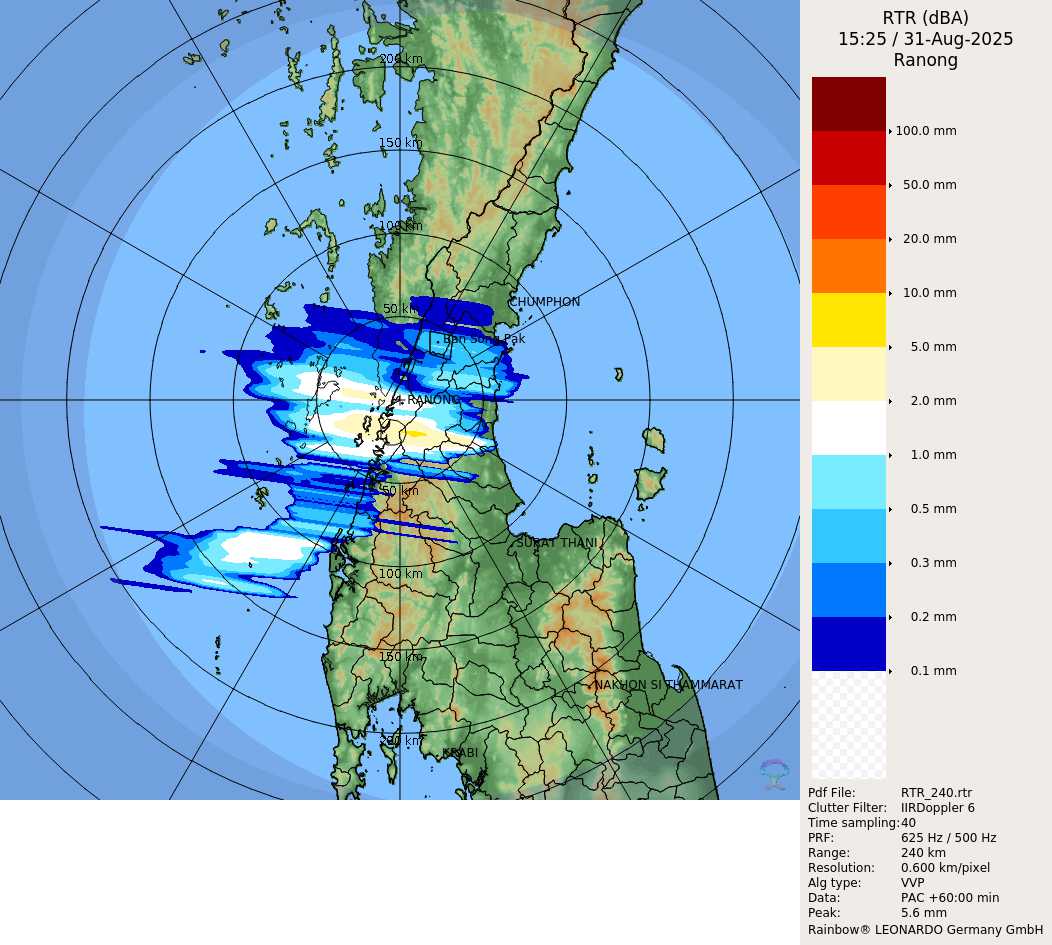 RTR (dBA)
15:25 / 31-Aug-2025
Ranong
100.0 mm
50.0 mm
20.0 mm
10.0 mm
5.0 mm
2.0 mm
1.0 mm
0.5 mm
0.3 mm
0.2 mm
0.1 mm
Pdf File: RTR_240.rtr
Clutter Filter: IIRDoppler 6
Time sampling: 40
PRF: 625 Hz / 500 Hz
Range: 240 km
Resolution: 0.600 km/pixel
Alg type: VVP
Data: PAC +60:00 min
Peak: 5.6 mm
Rainbow® LEONARDO Germany GmbH
200 km
150 km
100 km
CHUMPHON
50 km
Ban Song Pak
RANONG
50 km
SURAT THANI
100 km
150 km
NAKHON SI THAMMARAT
200 km
KRABI